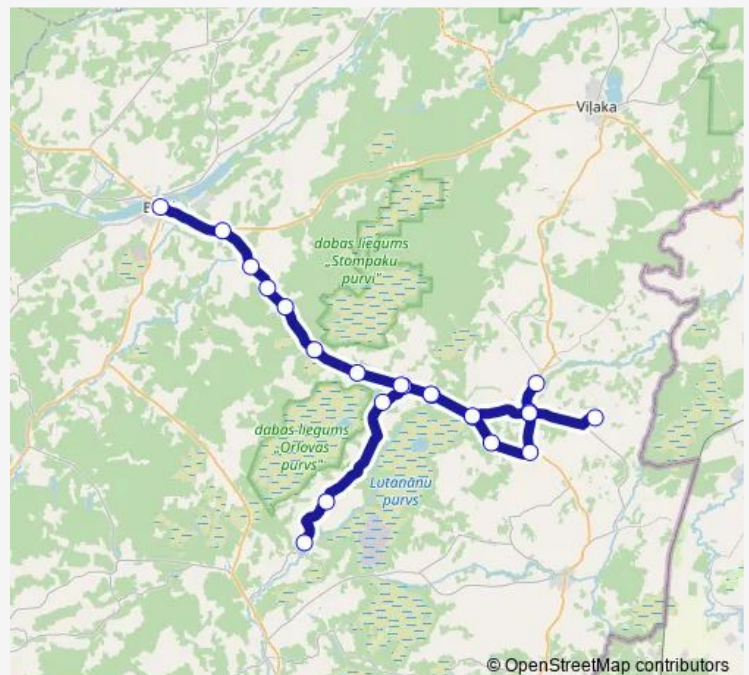 Viļaka
dabas liegums
„Stompaku
purvi"
dabas liegums
„Orlovas
purvs"
Lutanānu
purvs
© OpenStreetMap contributors